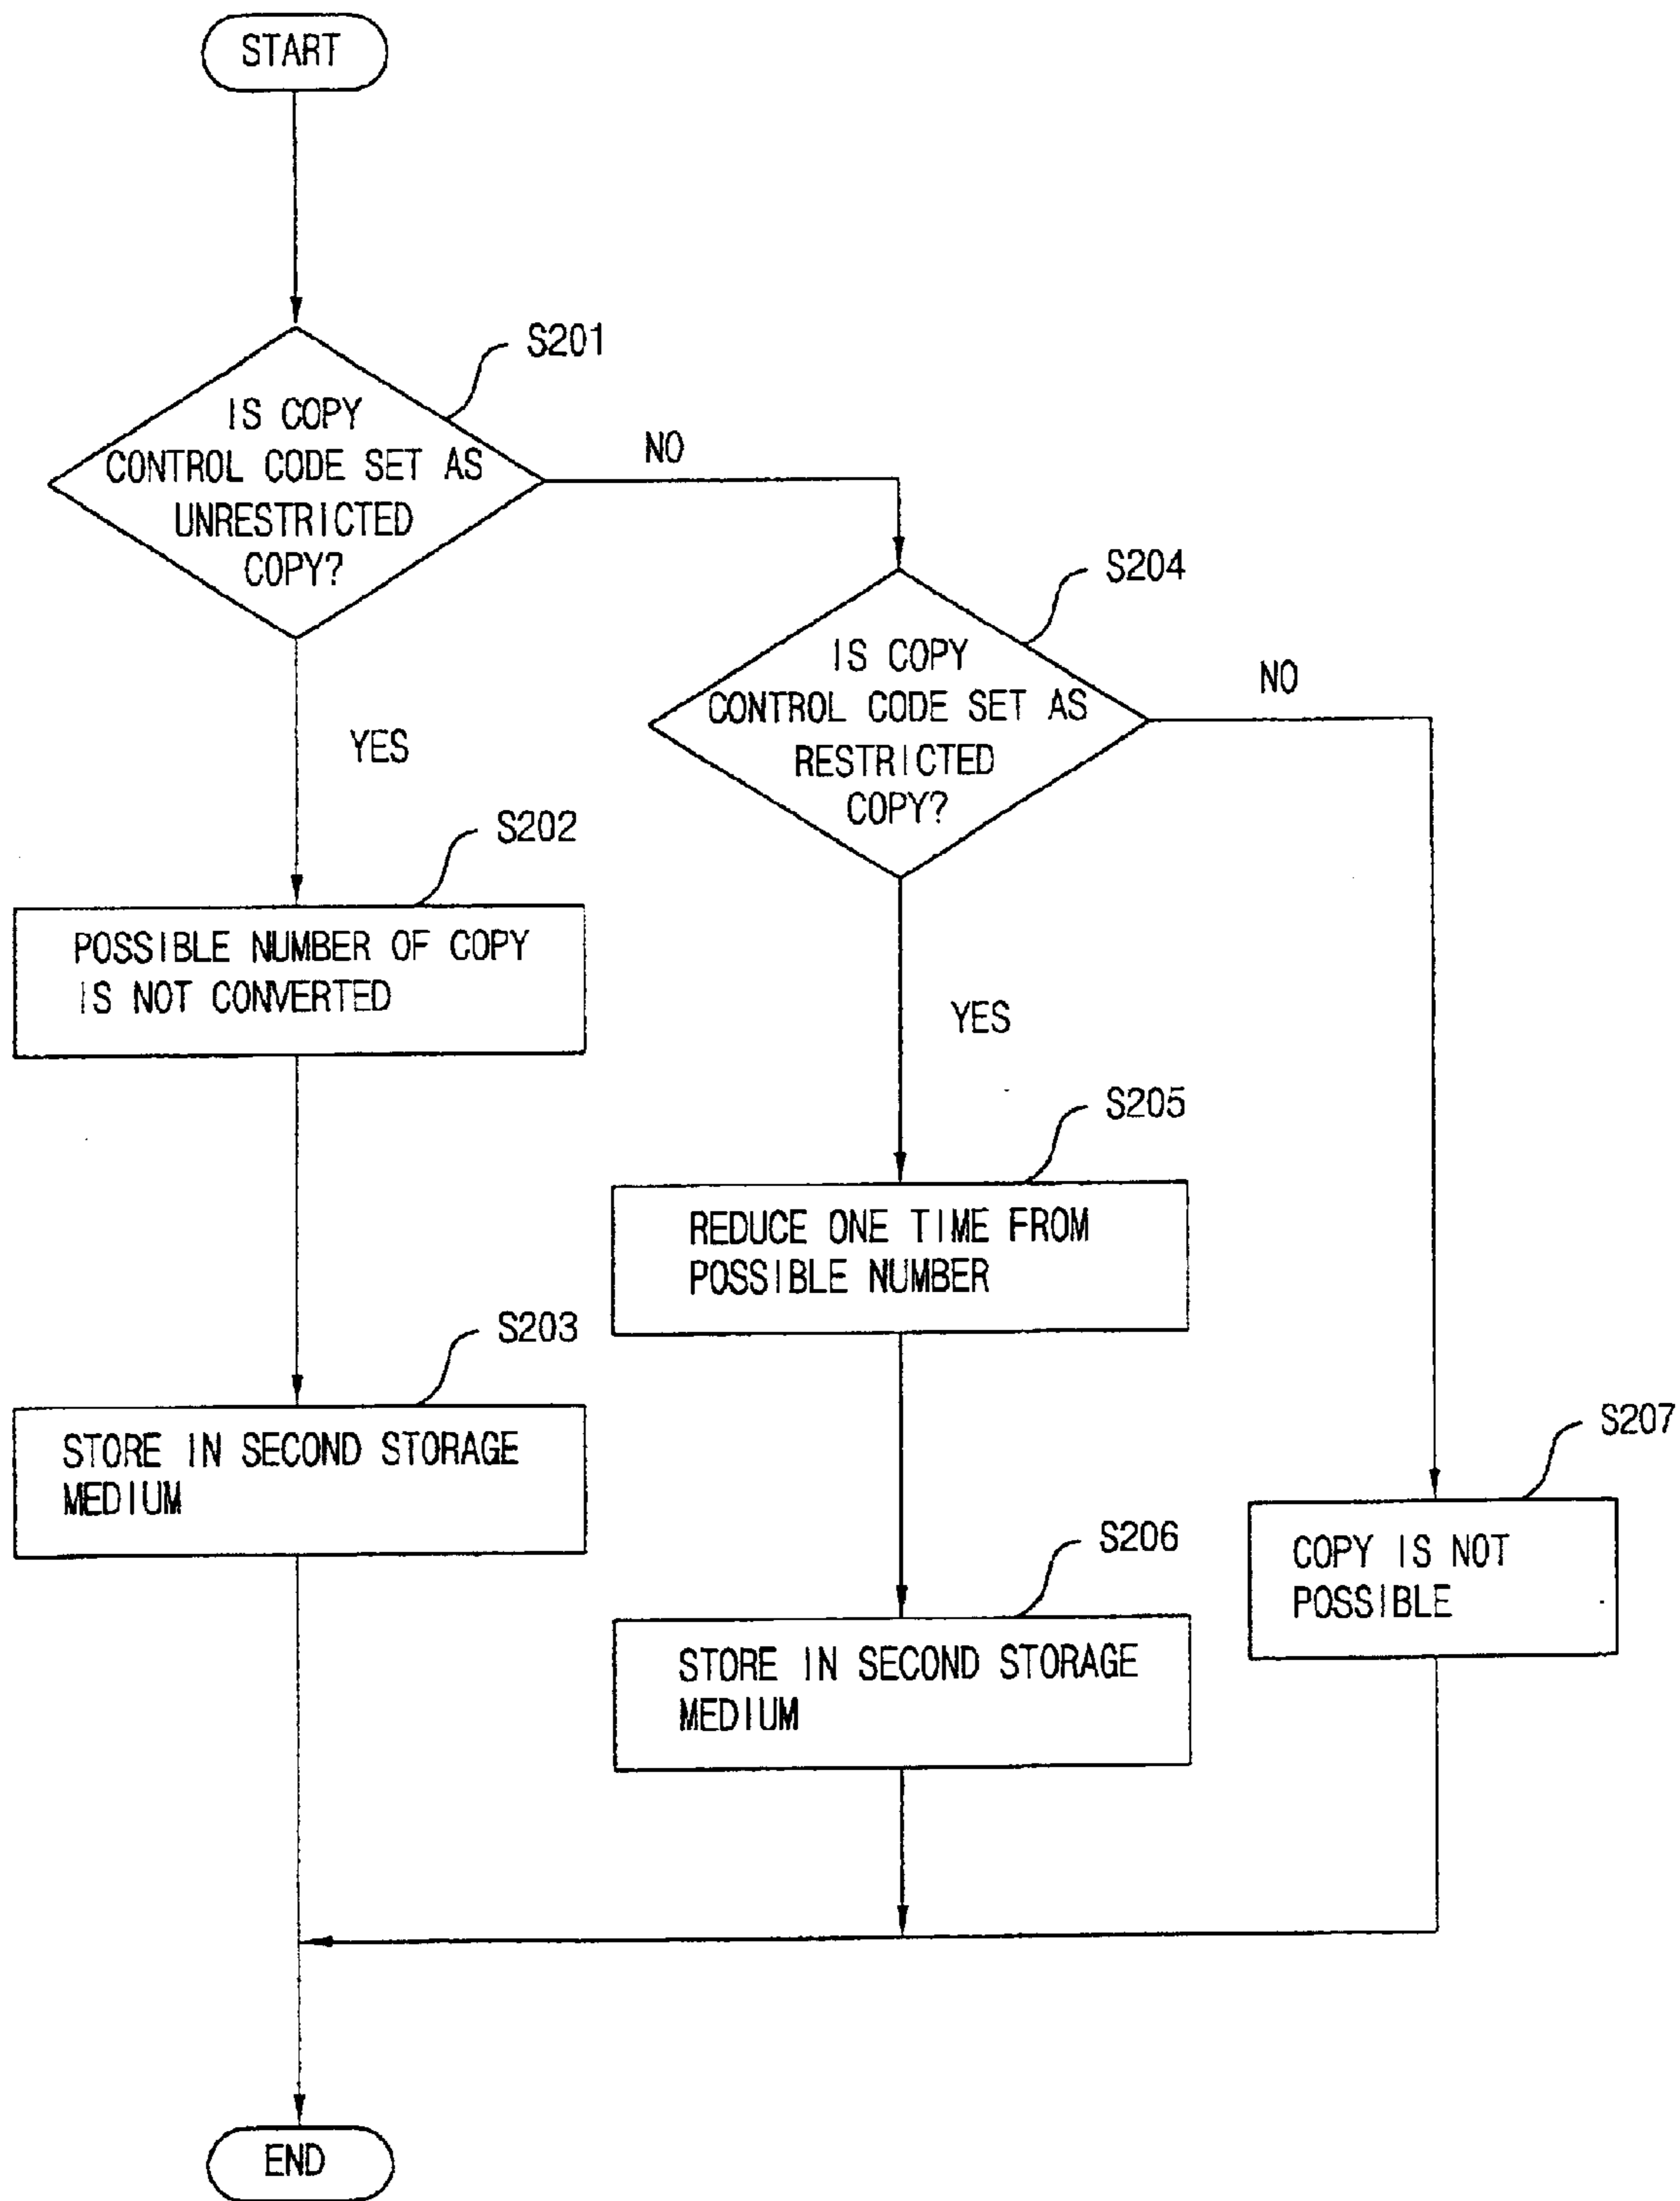 START
S201
IS COPY
CONTROL CODE SET AS
UNRESTRICTED
COPY?
NO
S204
IS COPY
CONTROL CODE SET AS
RESTRICTED
COPY?
NO
YES
S202
POSSIBLE NUMBER OF COPY
IS NOT CONVERTED
YES
S205
REDUCE ONE TIME FROM
POSSIBLE NUMBER
S203
STORE IN SECOND STORAGE
MEDIUM
S207
COPY IS NOT
POSSIBLE
S206
STORE IN SECOND STORAGE
MEDIUM
END